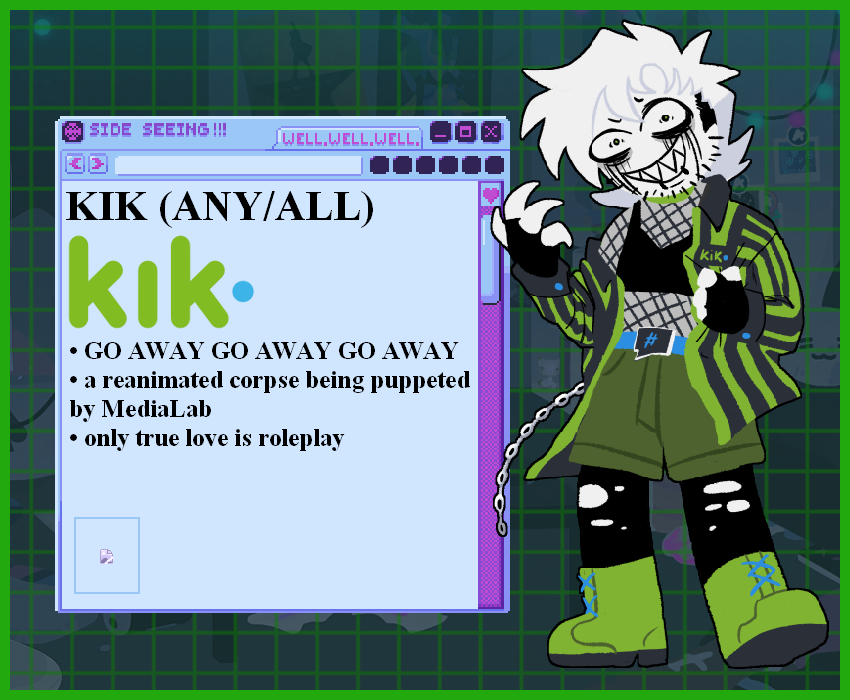 SIDE SEEING!!!
WELL.WELL.WELL.
KIK (ANY/ALL)
kik.
• GO AWAY GO AWAY GO AWAY
• a reanimated corpse being puppeted
by MediaLab
• only true love is roleplay
kik.
#